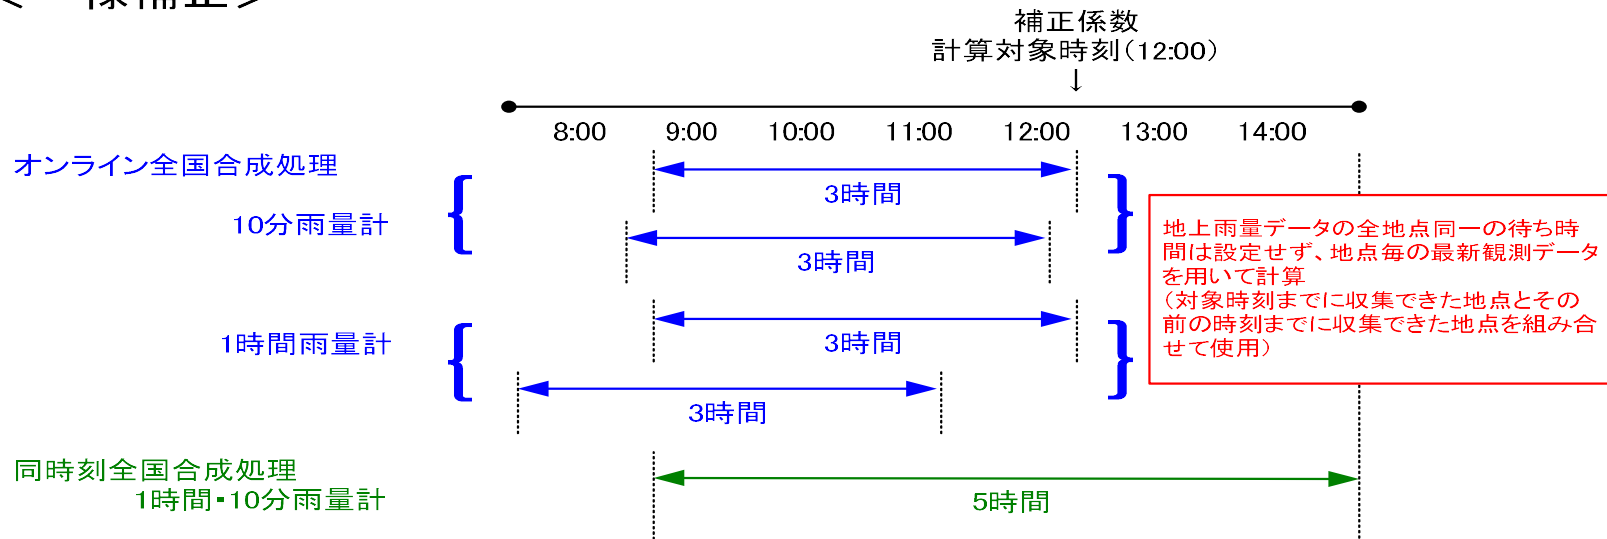 補正係数
計算対象時刻(12:00)
↓
8:00 9:00 10:00 11:00 12:00 13:00 14:00
オンライン全国合成処理
3時間
10分雨量計
3時間
地上雨量データの全地点同一の待ち時
間は設定せず、地点毎の最新観測データ
を用いて計算
(対象時刻までに収集できた地点とその
前の時刻までに収集できた地点を組み合
せて使用)
1時間雨量計
3時間
3時間
同時刻全国合成処理
1時間・10分雨量計
5時間